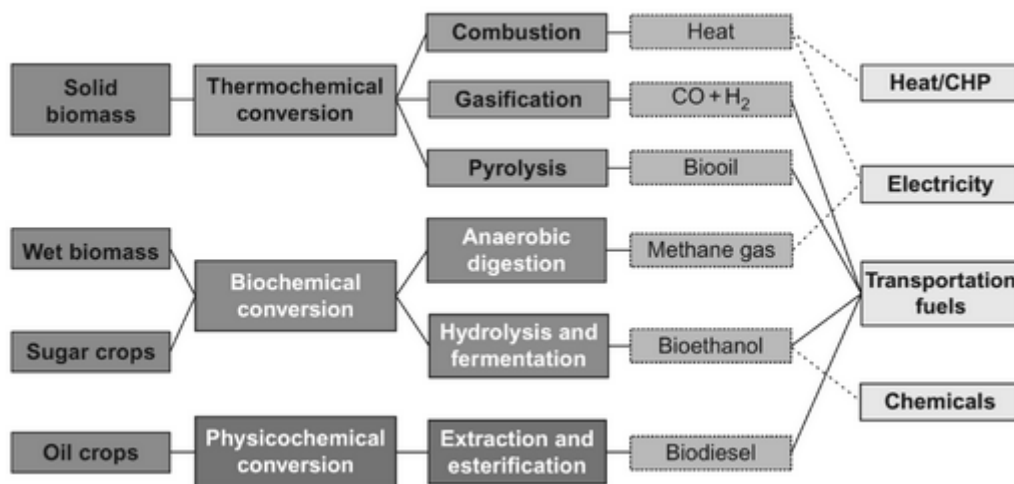 Solid
biomass
Thermochemical
conversion
Combustion
Heat
Gasification
CO + H₂
Pyrolysis
Biooil
Wet biomass
Sugar crops
Biochemical
conversion
Anaerobic
digestion
Methane gas
Hydrolysis and
fermentation
Bioethanol
Oil crops
Physicochemical
conversion
Extraction and
esterification
Biodiesel
Heat/CHP
Electricity
Transportation
fuels
Chemicals